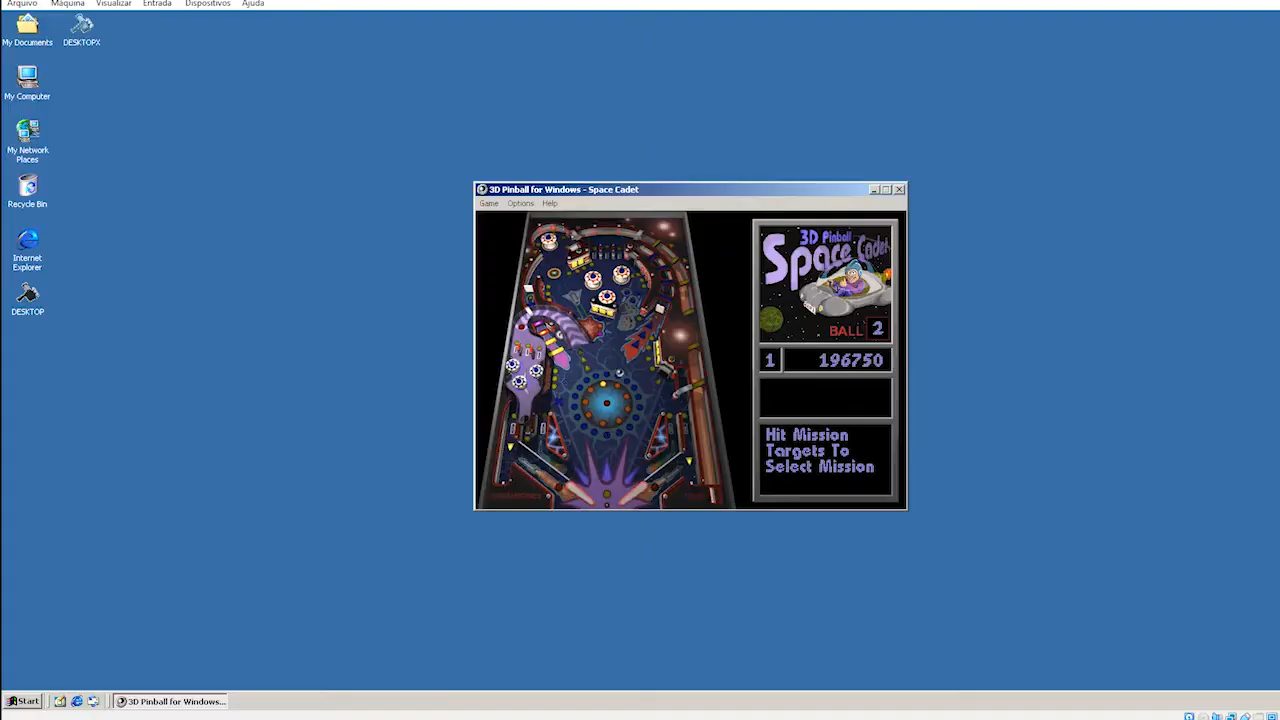 Arquivo Máquina Visualizar Entrada Dispositivos Ajuda
My Documents
DESKTOPX
My Computer
My Network
Places
Recycle Bin
Internet
Explorer
DESKTOP
3D Pinball for Windows - Space Cadet
Game Options Help
3D Pinball
Space Cadet
BALL 2
1 196750
Hit Mission
Targets To
Select Mission
Start
3D Pinball for Windows...